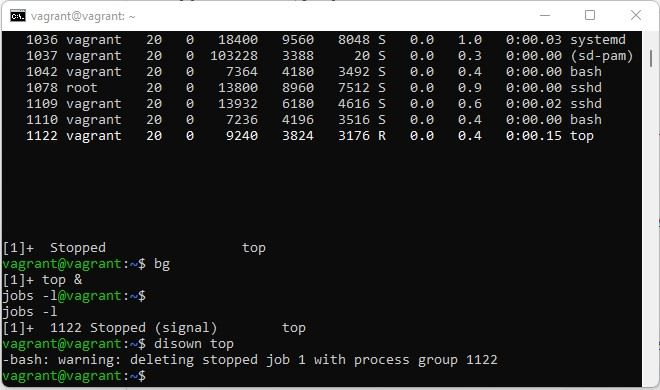 vagrant@vagrant: ~
1036 vagrant 20 0 18400 9560 8048 S 0.0 1.0 0:00.03 systemd
1037 vagrant 20 0 103228 3388 20 S 0.0 0.3 0:00.00 (sd-pam)
1042 vagrant 20 0 7364 4180 3492 S 0.0 0.4 0:00.00 bash
1078 root 20 0 13800 8960 7512 S 0.0 0.9 0:00.00 sshd
1109 vagrant 20 0 13932 6180 4616 S 0.0 0.6 0:00.02 sshd
1110 vagrant 20 0 7236 4196 3516 S 0.0 0.4 0:00.00 bash
1122 vagrant 20 0 9240 3824 3176 R 0.0 0.4 0:00.15 top
[1]+ Stopped top
vagrant@vagrant:~$ bg
[1]+ top &
jobs -l@vagrant:~$
jobs -l
[1]+ 1122 Stopped (signal) top
vagrant@vagrant:~$ disown top
-bash: warning: deleting stopped job 1 with process group 1122
vagrant@vagrant:~$